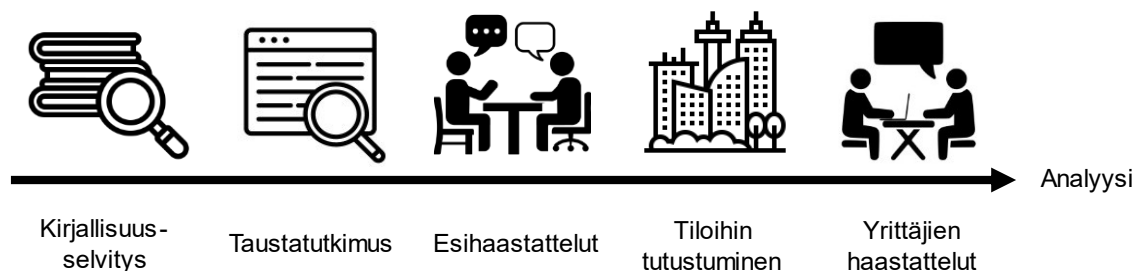 Analyysi
Kirjallisuus-
selvitys
Taustatutkimus
Esihaastattelut
Tiloihin
tutustuminen
Yrittäjien
haastattelut